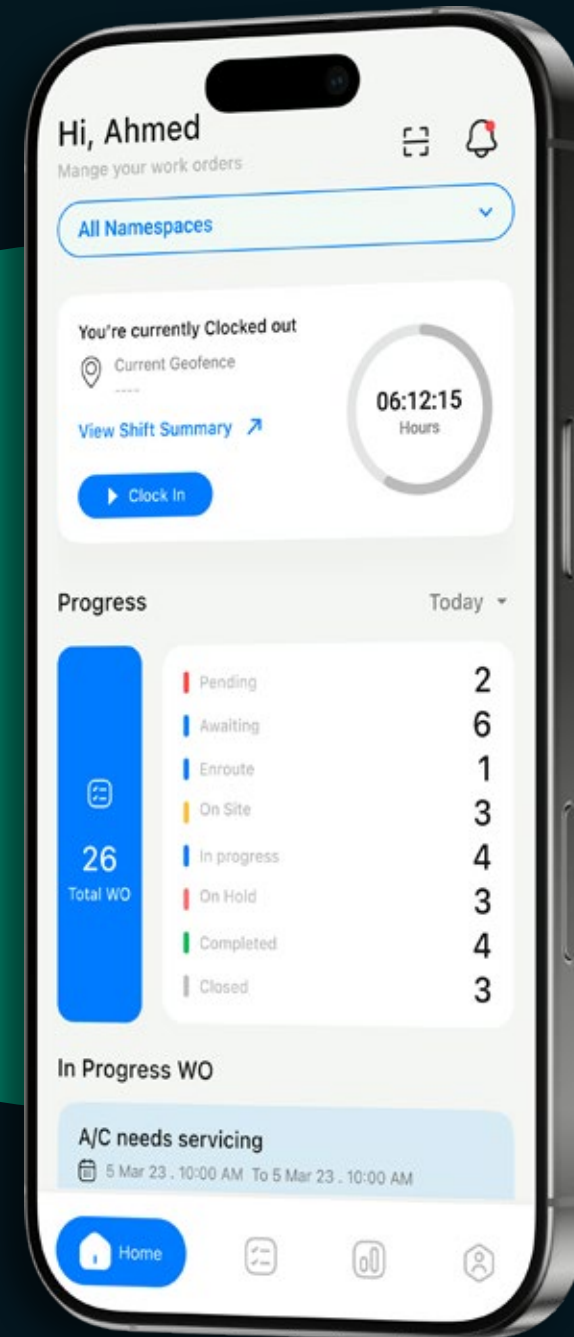 Hi, Ahmed
Mange your work orders
All Namespaces
You're currently Clocked out
Current Geofence
----
View Shift Summary
06:12:15
Hours
Clock In
Progress
Today
26
Total WO
Pending 2
Awaiting 6
Enroute 1
On Site 3
In progress 4
On Hold 3
Completed 4
Closed 3
In Progress WO
A/C needs servicing
5 Mar 23 . 10:00 AM To 5 Mar 23 . 10:00 AM
Home